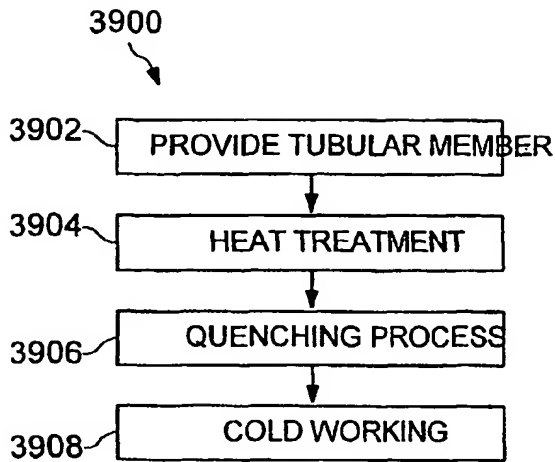 3900
3902 PROVIDE TUBULAR MEMBER
3904 HEAT TREATMENT
3906 QUENCHING PROCESS
3908 COLD WORKING